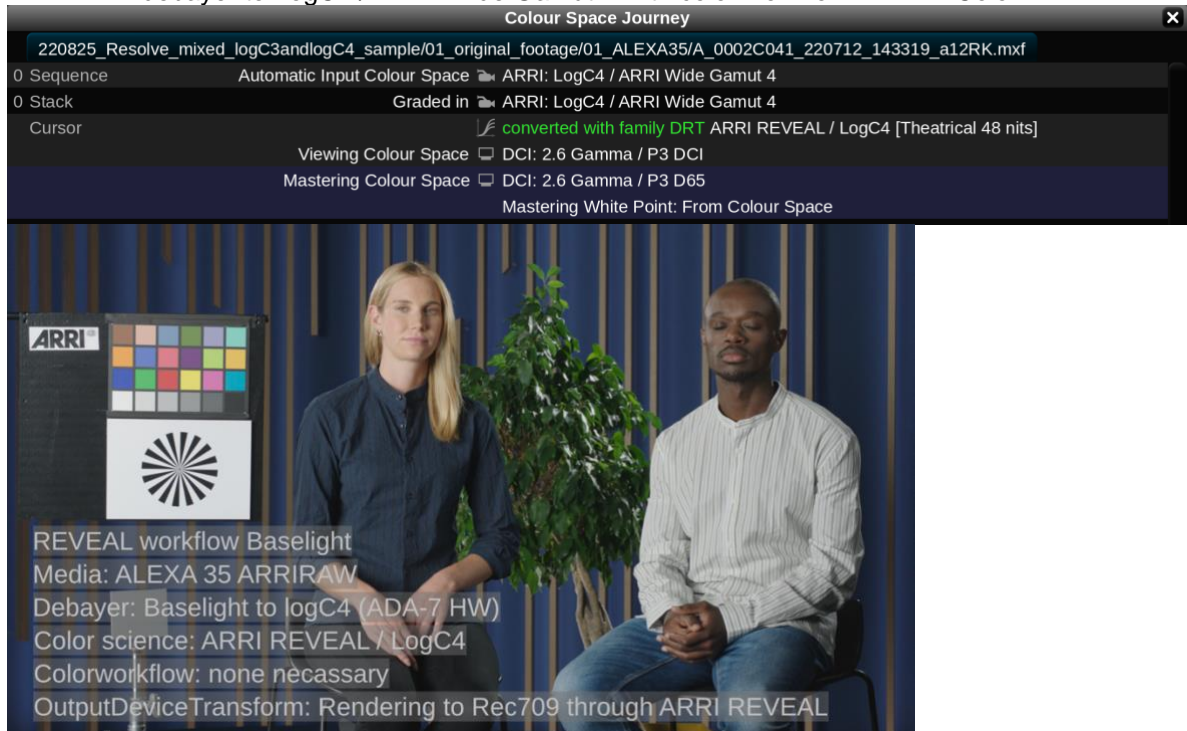 Colour Space Journey
220825_Resolve_mixed_logC3andlogC4_sample/01_original_footage/01_ALEXA35/A_0002C041_220712_143319_a12RK.mxf
0 Sequence Automatic Input Colour Space ARRI: LogC4 / ARRI Wide Gamut 4
0 Stack Graded in ARRI: LogC4 / ARRI Wide Gamut 4
Cursor converted with family DRT ARRI REVEAL / LogC4 [Theatrical 48 nits]
Viewing Colour Space DCI: 2.6 Gamma / P3 DCI
Mastering Colour Space DCI: 2.6 Gamma / P3 D65
Mastering White Point: From Colour Space
ARRI
REVEAL workflow Baselight
Media: ALEXA 35 ARRIRAW
Debayer: Baselight to logC4 (ADA-7 HW)
Color science: ARRI REVEAL / LogC4
Colorworkflow: none necassary
OutputDeviceTransform: Rendering to Rec709 through ARRI REVEAL